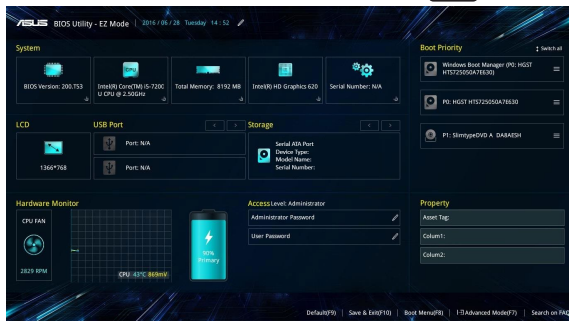 ASUS BIOS Utility - EZ Mode 2016/06/28 Tuesday 14:52
System
BIOS Version: 200.T53
Intel(R) Core(TM) i5-7200
U CPU @ 2.50GHz
Total Memory: 8192 MB
Intel(R) HD Graphics 620
Serial Number: N/A
Boot Priority
Switch all
Windows Boot Manager (P0: HGST
HTS725050A7E630)
P0: HGST HTS725050A7E630
P1: SlimtypeDVD A DA8AESH
LCD
1366*768
USB Port
Port: N/A
Port: N/A
Storage
Serial ATA Port
Device Type:
Model Name:
Serial Number:
Hardware Monitor
CPU FAN
2829 RPM
CPU 43°C 869mV
50%
Primary
Access Level: Administrator
Administrator Password
User Password
Property
Asset Tag:
Colum1:
Colum2:
Default(F9) | Save & Exit(F10) | Boot Menu(F8) | Advanced Mode(F7) | Search on FAQ